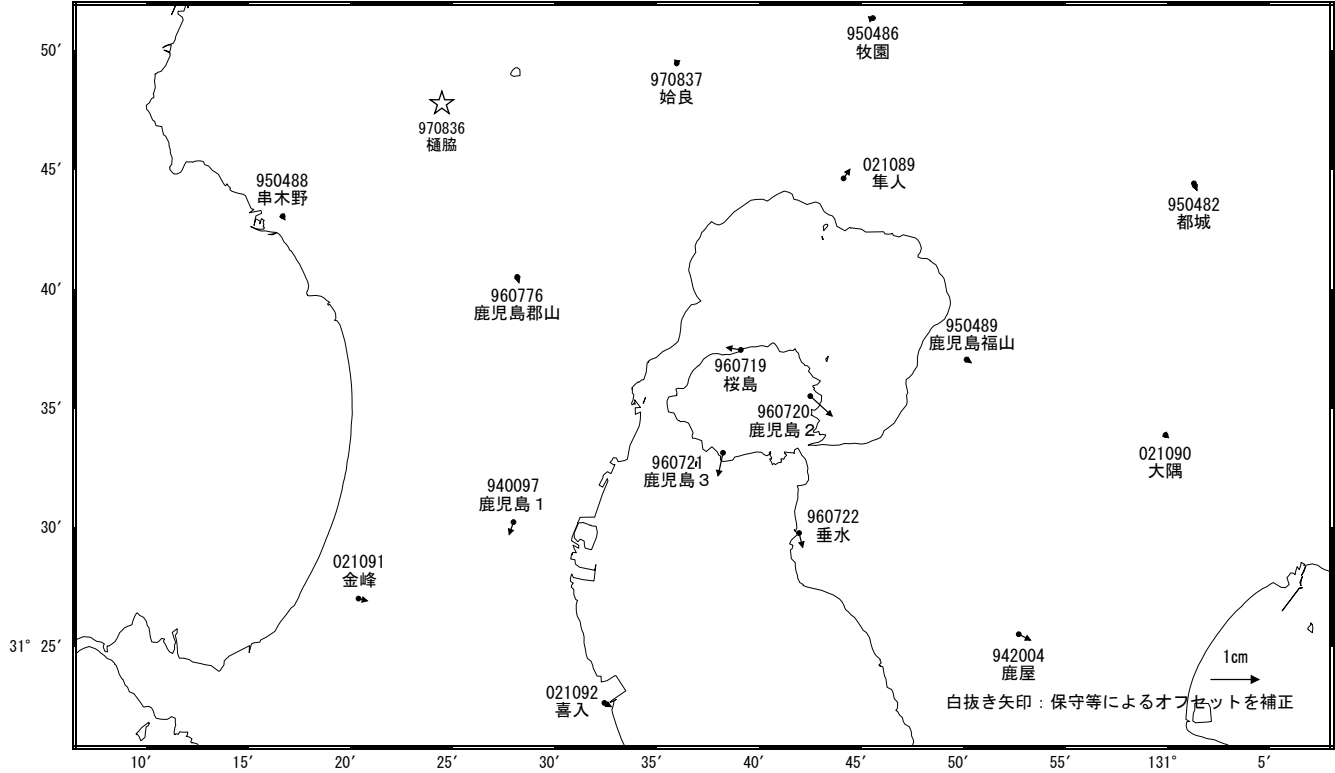 50′
45′
40′
35′
30′
31° 25′
950486
牧園
970837
姶良
970836
樋脇
950488
串木野
021089
隼人
950482
都城
960776
鹿児島郡山
950489
鹿児島福山
960719
桜島
960720
鹿児島２
960721
鹿児島３
021090
大隅
940097
鹿児島１
960722
垂水
021091
金峰
942004
鹿屋
1cm
021092
喜入
白抜き矢印：保守等によるオフセットを補正
10′ 15′ 20′ 25′ 30′ 35′ 40′ 45′ 50′ 55′ 131° 5′